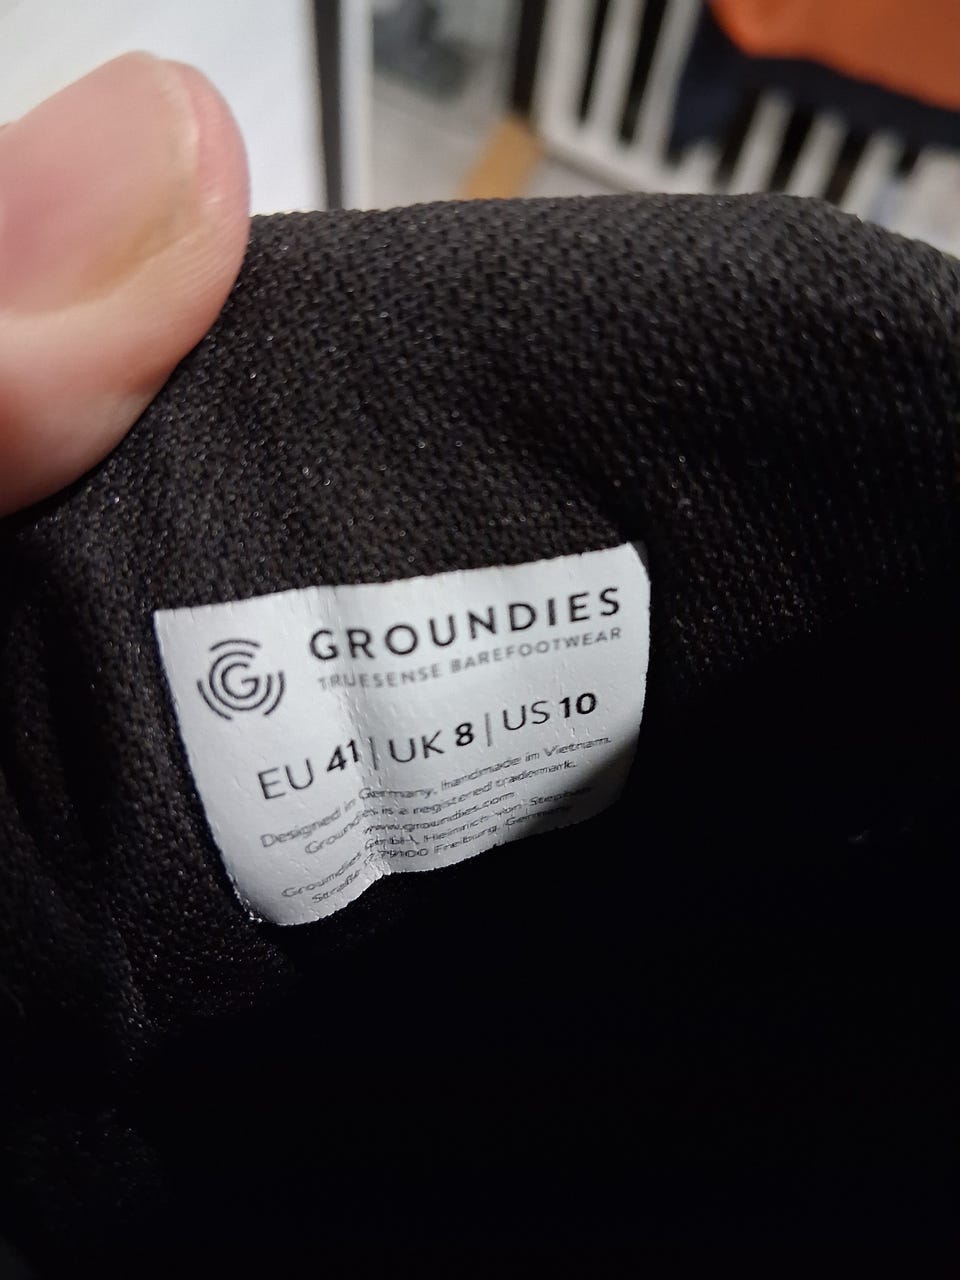 G GROUNDIES
TRUESENSE BAREFOOTWEAR
EU 41 | UK 8 | US 10
Designed in Germany, handmade in Vietnam.
Groundies is a registered trademark.
www.groundies.com
Groundies GmbH, Heinrich-von-Stephan
Straße 79100 Freiburg, Germany